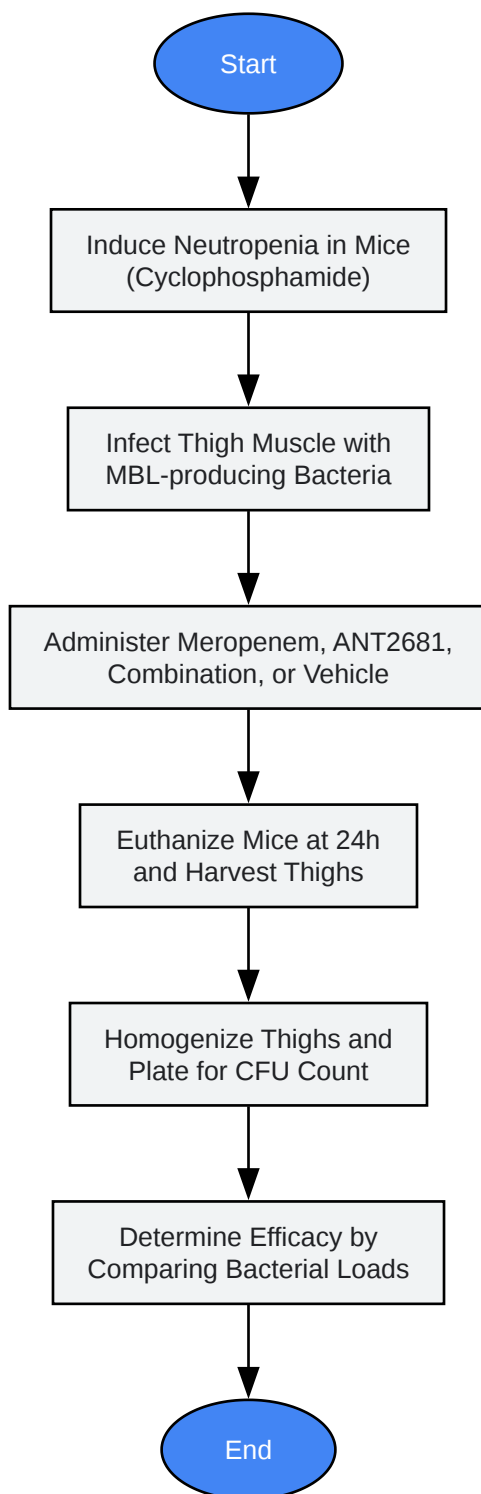 Start
Induce Neutropenia in Mice
(Cyclophosphamide)
Infect Thigh Muscle with
MBL-producing Bacteria
Administer Meropenem, ANT2681,
Combination, or Vehicle
Euthanize Mice at 24h
and Harvest Thighs
Homogenize Thighs and
Plate for CFU Count
Determine Efficacy by
Comparing Bacterial Loads
End